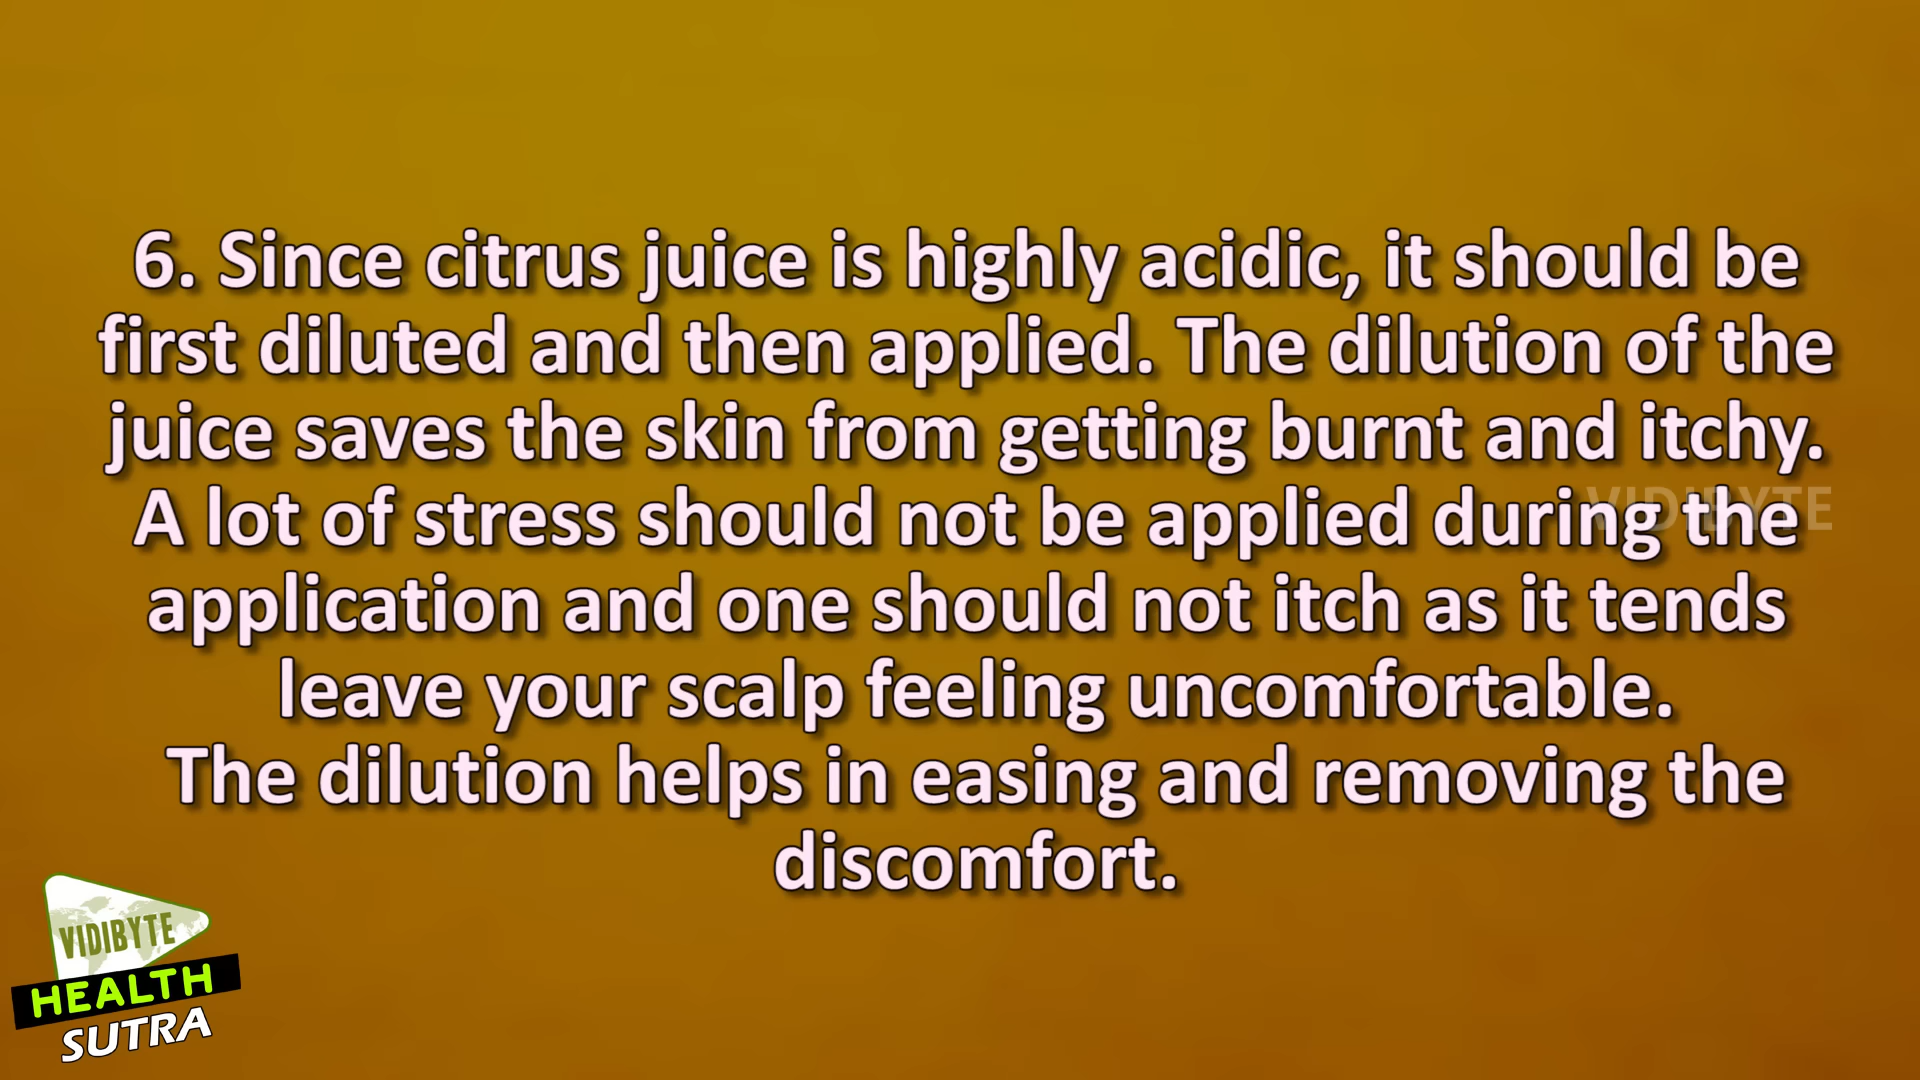 6. Since citrus juice is highly acidic, it should be
first diluted and then applied. The dilution of the
juice saves the skin from getting burnt and itchy.
A lot of stress should not be applied during the
VIDIBYTE
application and one should not itch as it tends
leave your scalp feeling uncomfortable.
The dilution helps in easing and removing the
discomfort.
VIDIBYTE
HEALTH
SUTRA